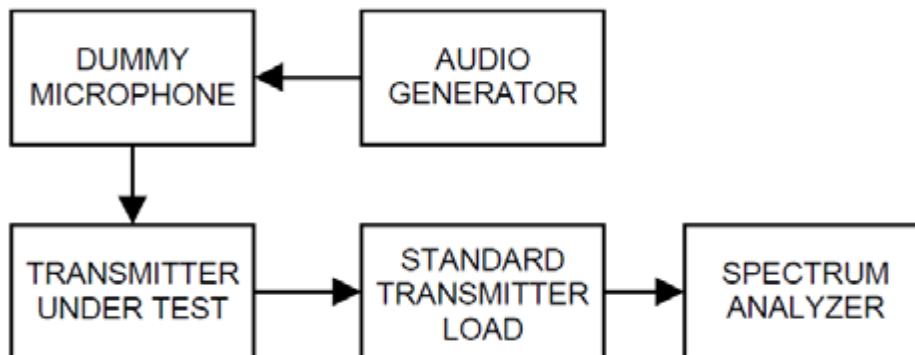 DUMMY
MICROPHONE
AUDIO
GENERATOR
TRANSMITTER
UNDER TEST
STANDARD
TRANSMITTER
LOAD
SPECTRUM
ANALYZER